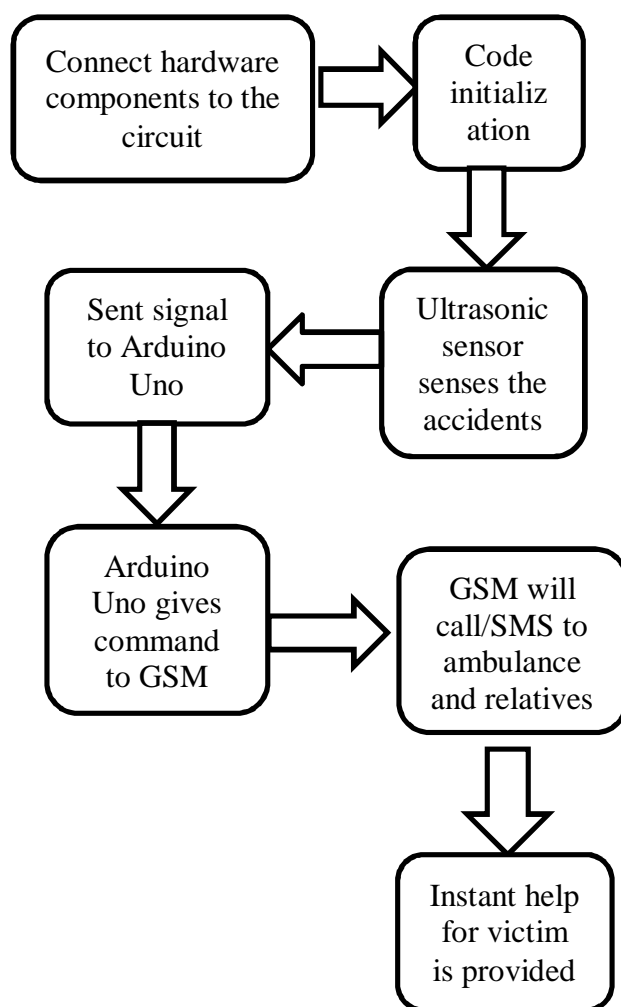 Connect hardware
components to the
circuit
Code
initializ
ation
Ultrasonic
sensor
senses the
accidents
Sent signal
to Arduino
Uno
Arduino
Uno gives
command
to GSM
GSM will
call/SMS to
ambulance
and relatives
Instant help
for victim
is provided